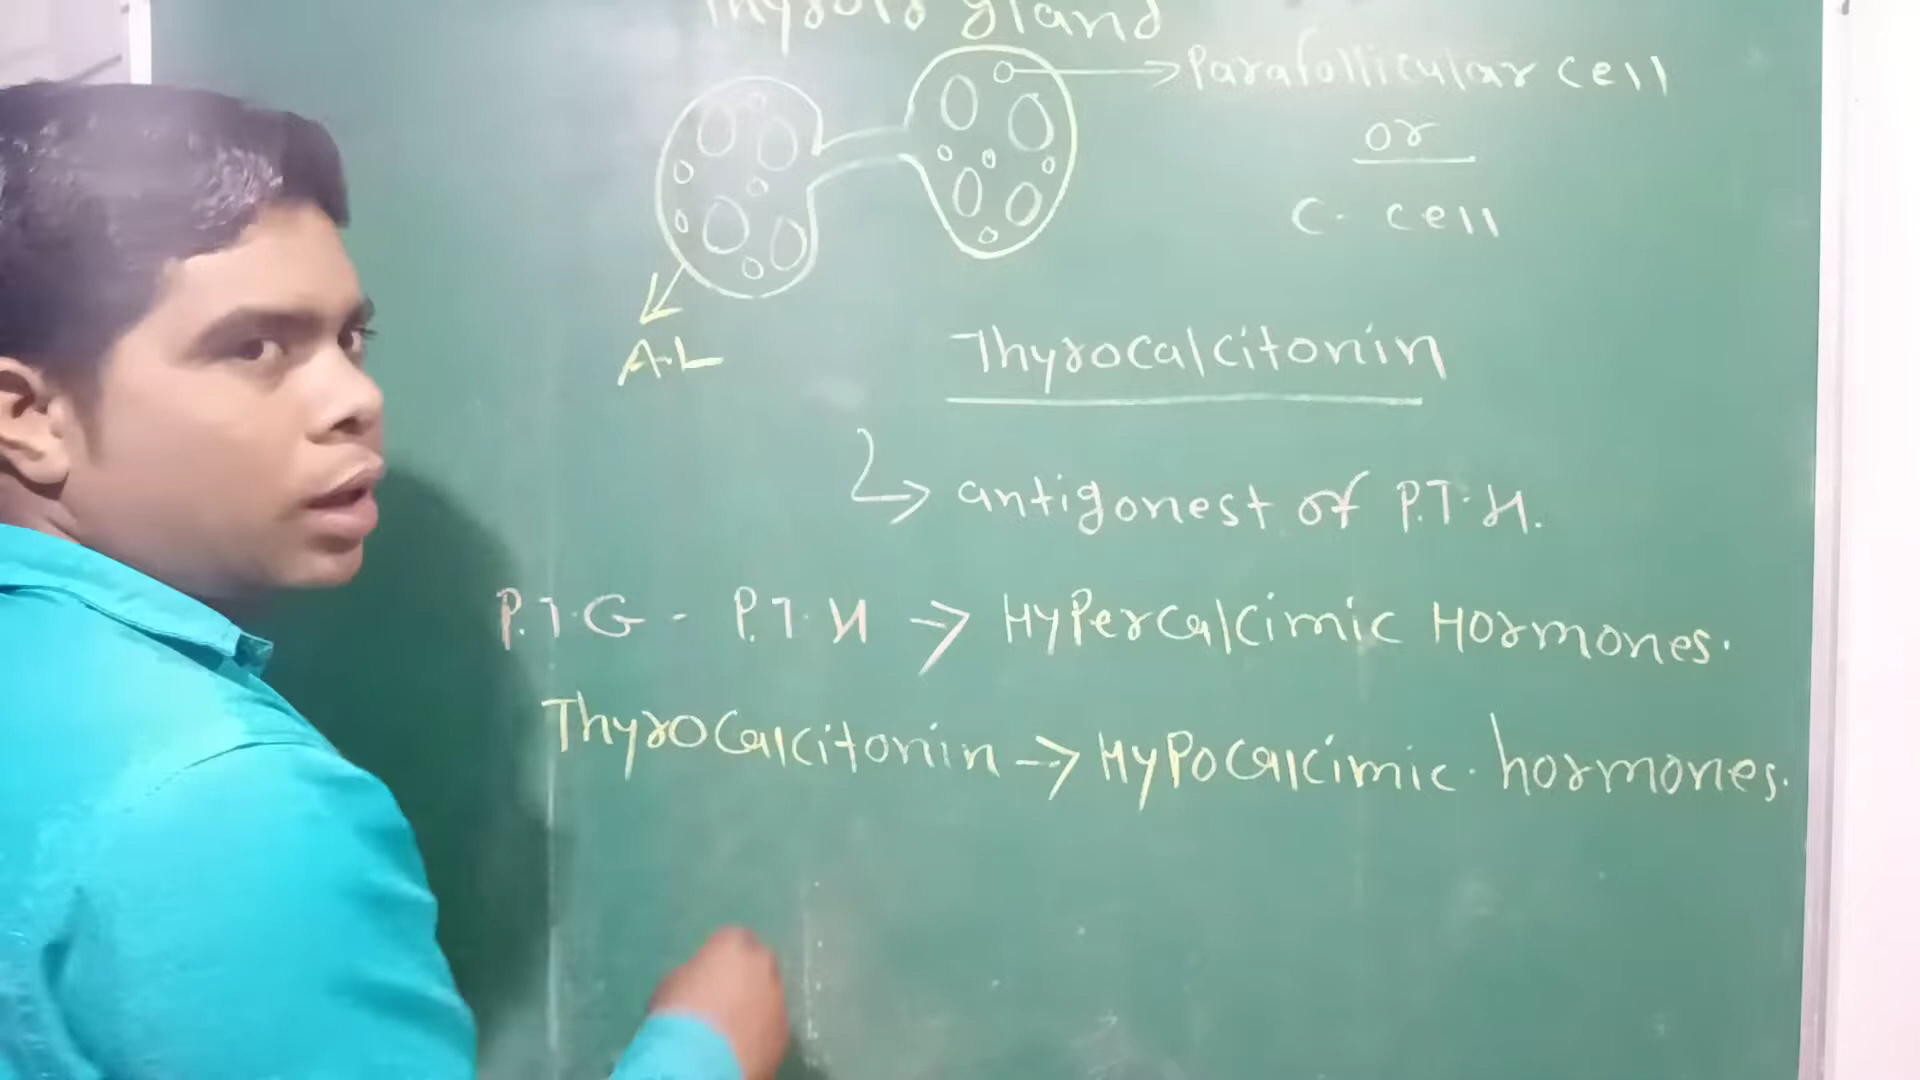 Thyroid gland
Parafollicular cell
or
C. cell
A.L
Thyrocalcitonin
antigonest of P.T.H.
P.T.G - P.T.H → HyPercalcimic Hormones.
Thyrocalcitonin → HyPocalcimic. hormones.